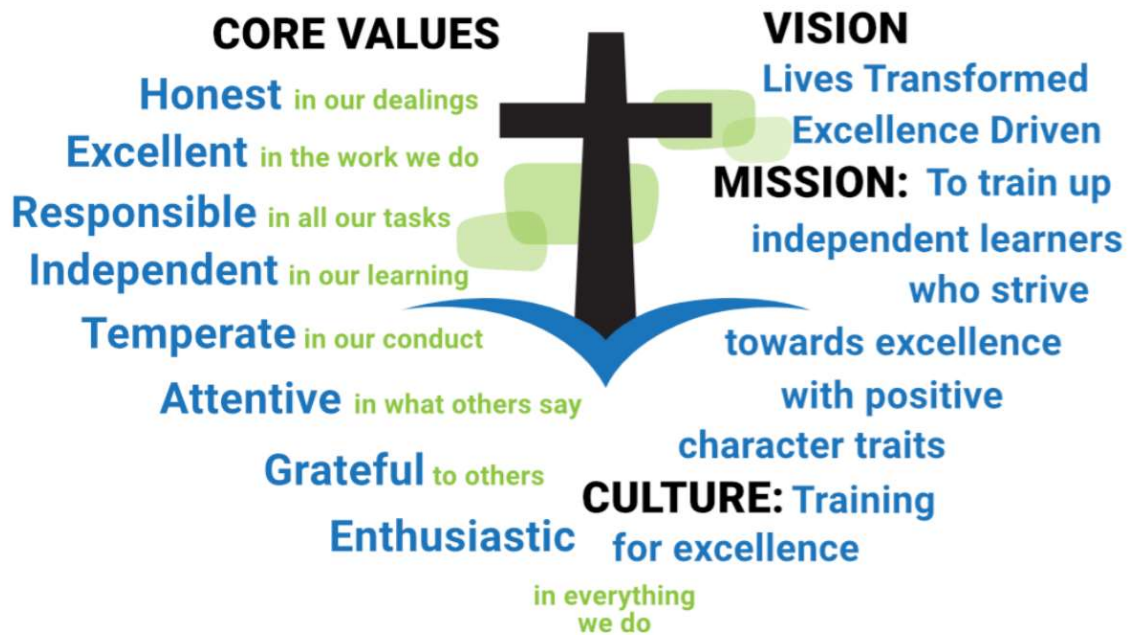 CORE VALUES
Honest in our dealings
Excellent in the work we do
Responsible in all our tasks
Independent in our learning
Temperate in our conduct
Attentive in what others say
Grateful to others
Enthusiastic
in everything
we do
VISION
Lives Transformed
Excellence Driven
MISSION: To train up
independent learners
who strive
towards excellence
with positive
character traits
CULTURE: Training
for excellence